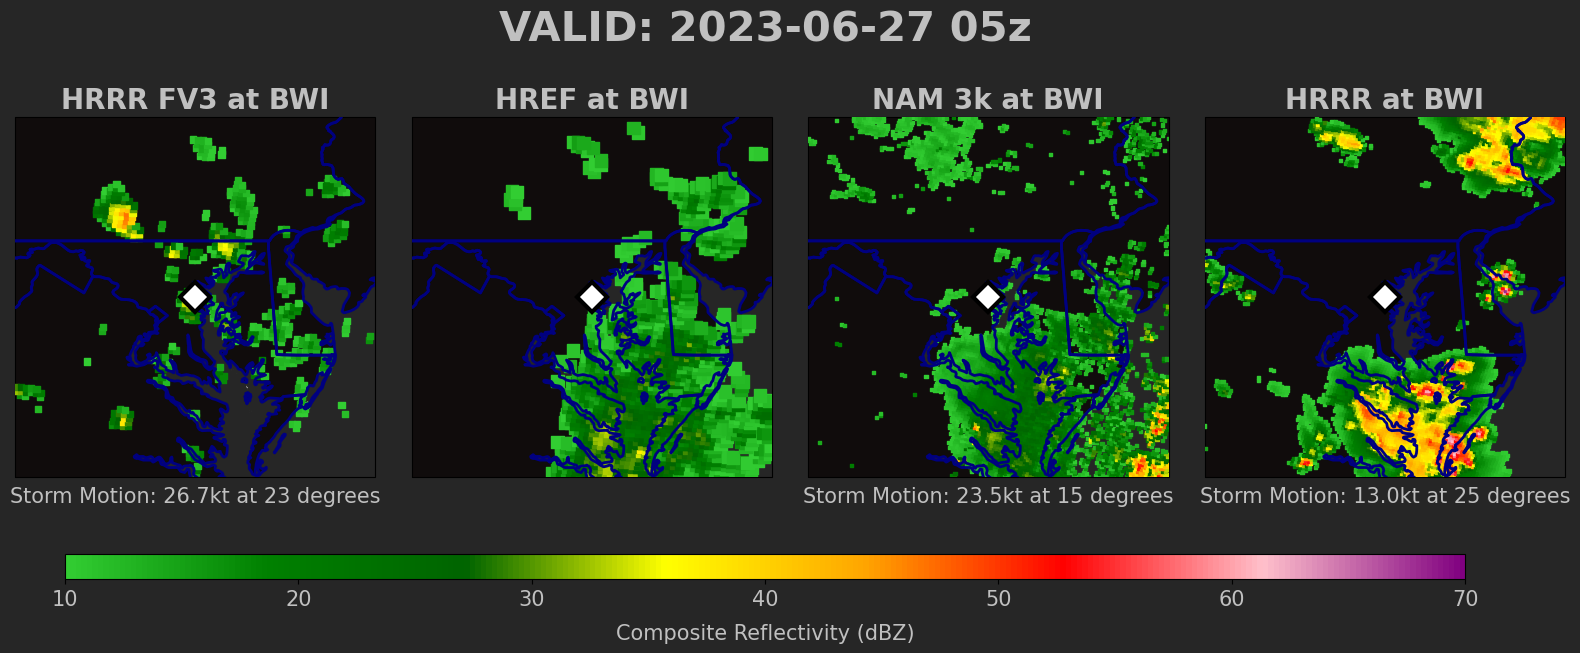 VALID: 2023-06-27 05z
HRRR FV3 at BWI
HREF at BWI
NAM 3k at BWI
HRRR at BWI
Storm Motion: 26.7kt at 23 degrees
Storm Motion: 23.5kt at 15 degrees
Storm Motion: 13.0kt at 25 degrees
10 20 30 40 50 60 70
Composite Reflectivity (dBZ)